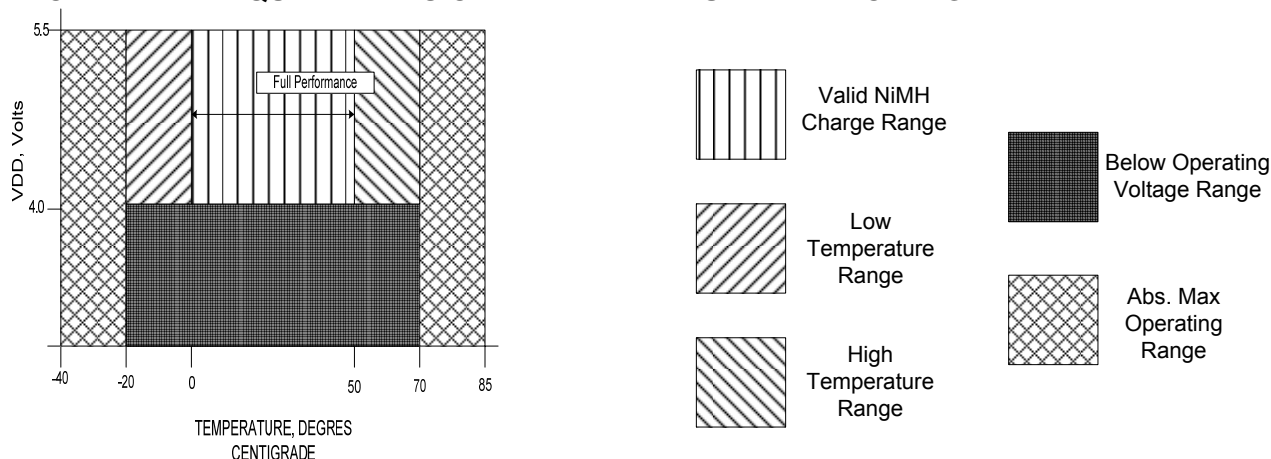 5.5
Full Performance
VDD, Volts
4.0
-40
-20
0
50
70
85
TEMPERATURE, DEGRES
CENTIGRADE
Valid NiMH
Charge Range
Low
Temperature
Range
High
Temperature
Range
Below Operating
Voltage Range
Abs. Max
Operating
Range